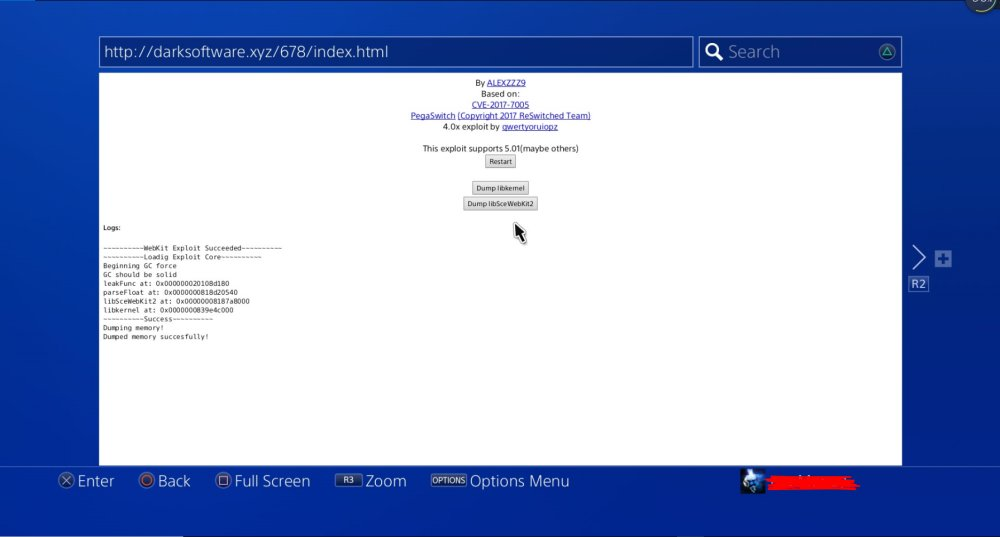 http://darksoftware.xyz/678/index.html
Search
By ALEXZZZ9
Based on:
CVE-2017-7005
PegaSwitch (Copyright 2017 ReSwitched Team)
4.0x exploit by qwertyoruiopz
This exploit supports 5.01(maybe others)
Restart
Dump libkernel
Dump libSceWebKit2
Logs:
~~~~~~~~~~WebKit Exploit Succeeded~~~~~~~~~~
~~~~~~~~~~Loadig Exploit Core~~~~~~~~~~
Beginning GC force
GC should be solid
leakFunc at: 0x00000020108d180
parseFloat at: 0x0000000818d20540
libSceWebKit2 at: 0x00000008187a8000
libkernel at: 0x0000000839e4c000
~~~~~~~~~~Success~~~~~~~~~~
Dumping memory!
Dumped memory succesfully!
R2
Enter
Back
Full Screen
R3 Zoom
OPTIONS Options Menu